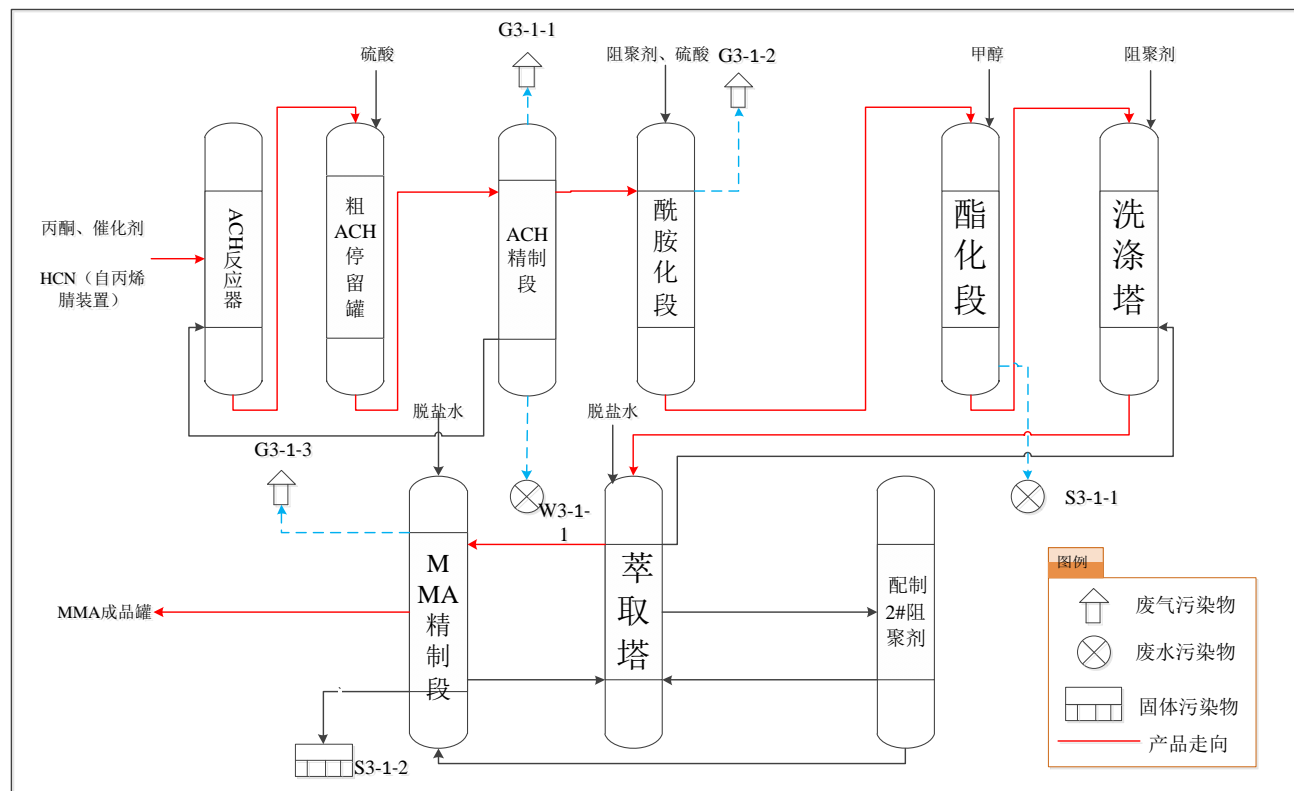 G3-1-1
硫酸
阻聚剂、硫酸
G3-1-2
甲醇
阻聚剂
丙酮、催化剂
HCN（自丙烯
腈装置）
ACH反应器
粗
ACH
停
留
罐
ACH
精制
段
酰
胺
化
段
酯
化
段
洗
涤
塔
脱盐水
脱盐水
G3-1-3
W3-1-
1
S3-1-1
M
MA
精
制
段
萃
取
塔
配制
2#阻
聚剂
MMA成品罐
S3-1-2
图例
废气污染物
废水污染物
固体污染物
产品走向